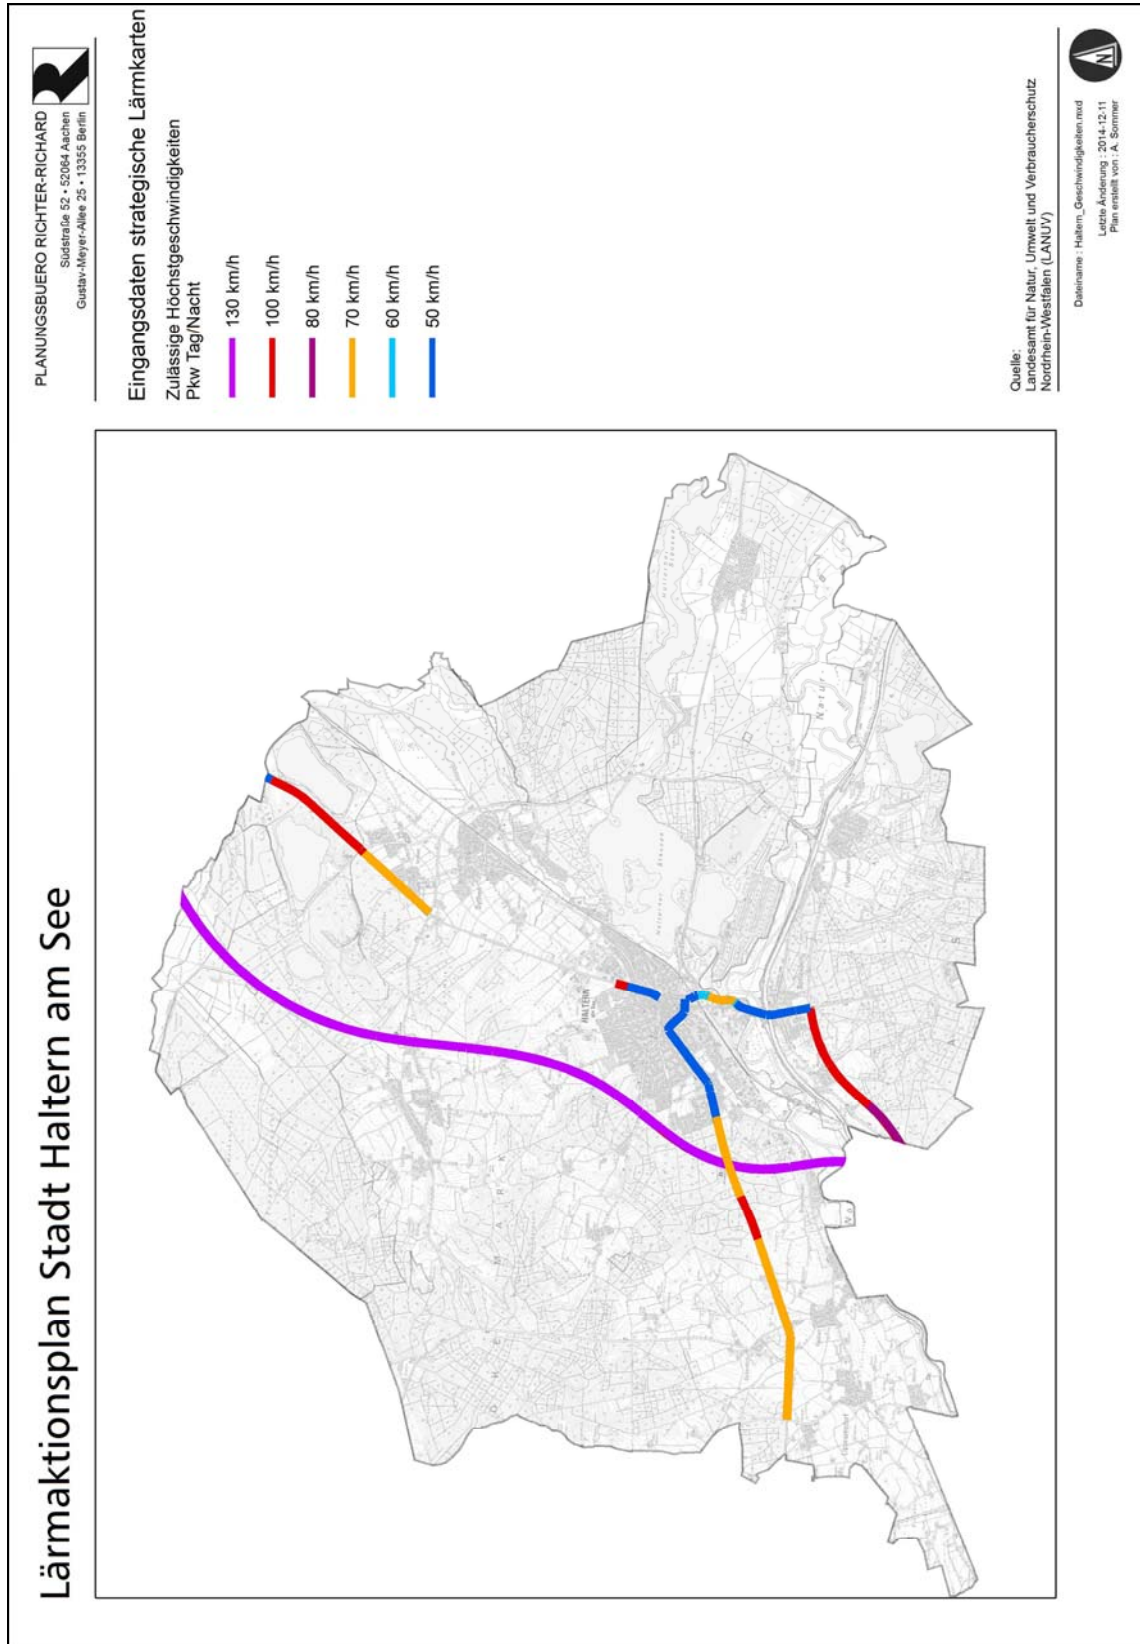 Lärmaktionsplan Stadt Haltern am See
PLANUNGSBUERO RICHTER-RICHARD
Südstraße 52 • 52064 Aachen
Gustav-Meyer-Allee 25 • 13355 Berlin
Eingangsdaten strategische Lärmkarten
Zulässige Höchstgeschwindigkeiten
Pkw Tag/Nacht
130 km/h
100 km/h
80 km/h
70 km/h
60 km/h
50 km/h
HALTERN
Natur
Quelle:
Landesamt für Natur, Umwelt und Verbraucherschutz
Nordrhein-Westfalen (LANUV)
N
Dateiname : Haltern_Geschwindigkeiten.mxd
Letzte Änderung : 2014-12-11
Plan erstellt von : A. Sommer